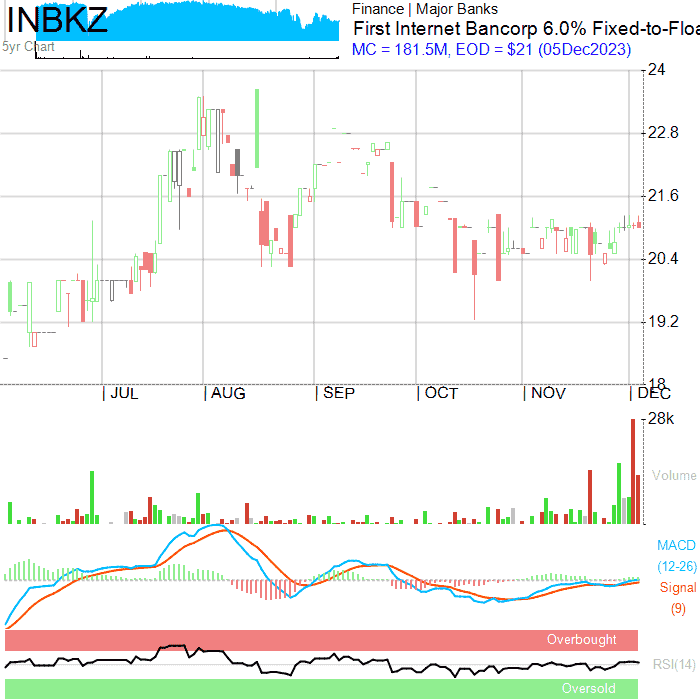 INBKZ
5yr Chart
Finance | Major Banks
First Internet Bancorp 6.0% Fixed-to-Floa
MC = 181.5M, EOD = $21 (05Dec2023)
24
22.8
21.6
20.4
19.2
18
| JUL | AUG | SEP | OCT | NOV | DEC
28k
Volume
MACD
(12-26)
Signal
(9)
Overbought
RSI(14)
Oversold